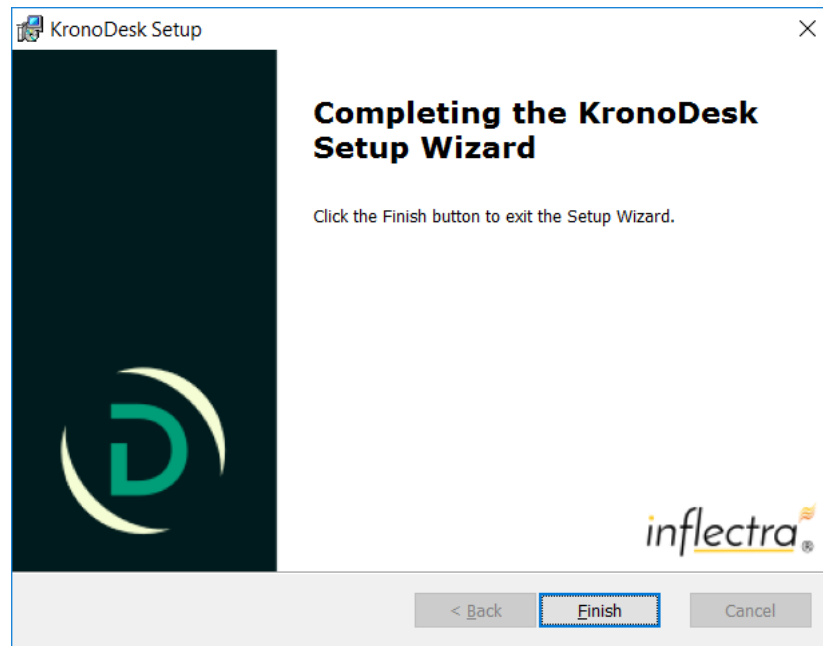 KronoDesk Setup
Completing the KronoDesk
Setup Wizard
Click the Finish button to exit the Setup Wizard.
D
inflectra®
< Back
Finish
Cancel